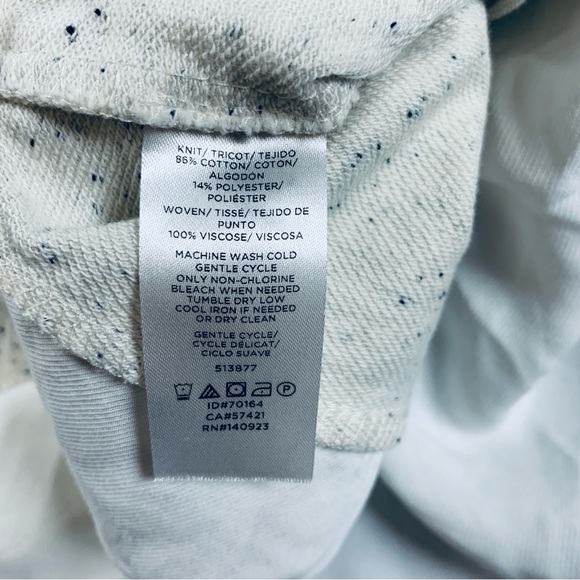 KNIT/ TRICOT/ TEJIDO
86% COTTON/ COTON/
ALGODÓN
14% POLYESTER/
POLIÉSTER
WOVEN/ TISSÉ/ TEJIDO DE
PUNTO
100% VISCOSE/ VISCOSA
MACHINE WASH COLD
GENTLE CYCLE
ONLY NON-CHLORINE
BLEACH WHEN NEEDED
TUMBLE DRY LOW
COOL IRON IF NEEDED
OR DRY CLEAN
GENTLE CYCLE/
CYCLE DÉLICAT/
CICLO SUAVE
513877
ID#70164
CA#57421
RN#140923